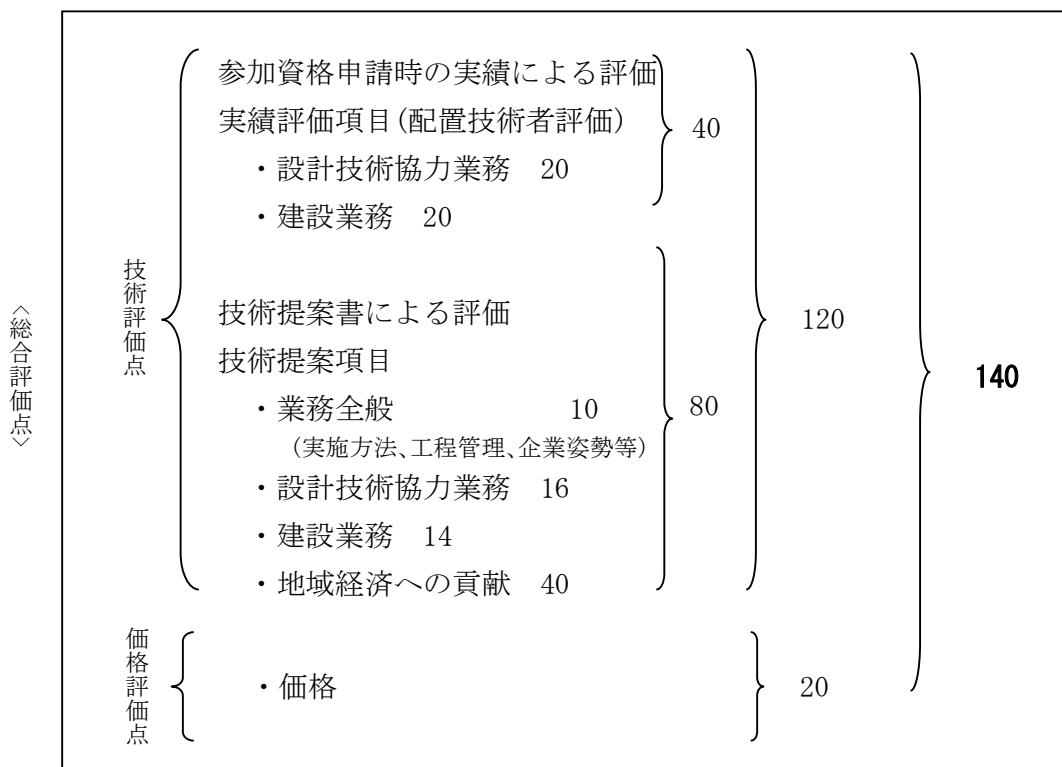 〈総合評価点〉
技術評価点
参加資格申請時の実績による評価
実績評価項目(配置技術者評価)
・設計技術協力業務 20
・建設業務 20
40
技術提案書による評価
技術提案項目
・業務全般 10
(実施方法、工程管理、企業姿勢等)
・設計技術協力業務 16
・建設業務 14
・地域経済への貢献 40
80
120
価格評価点
・価格
20
140